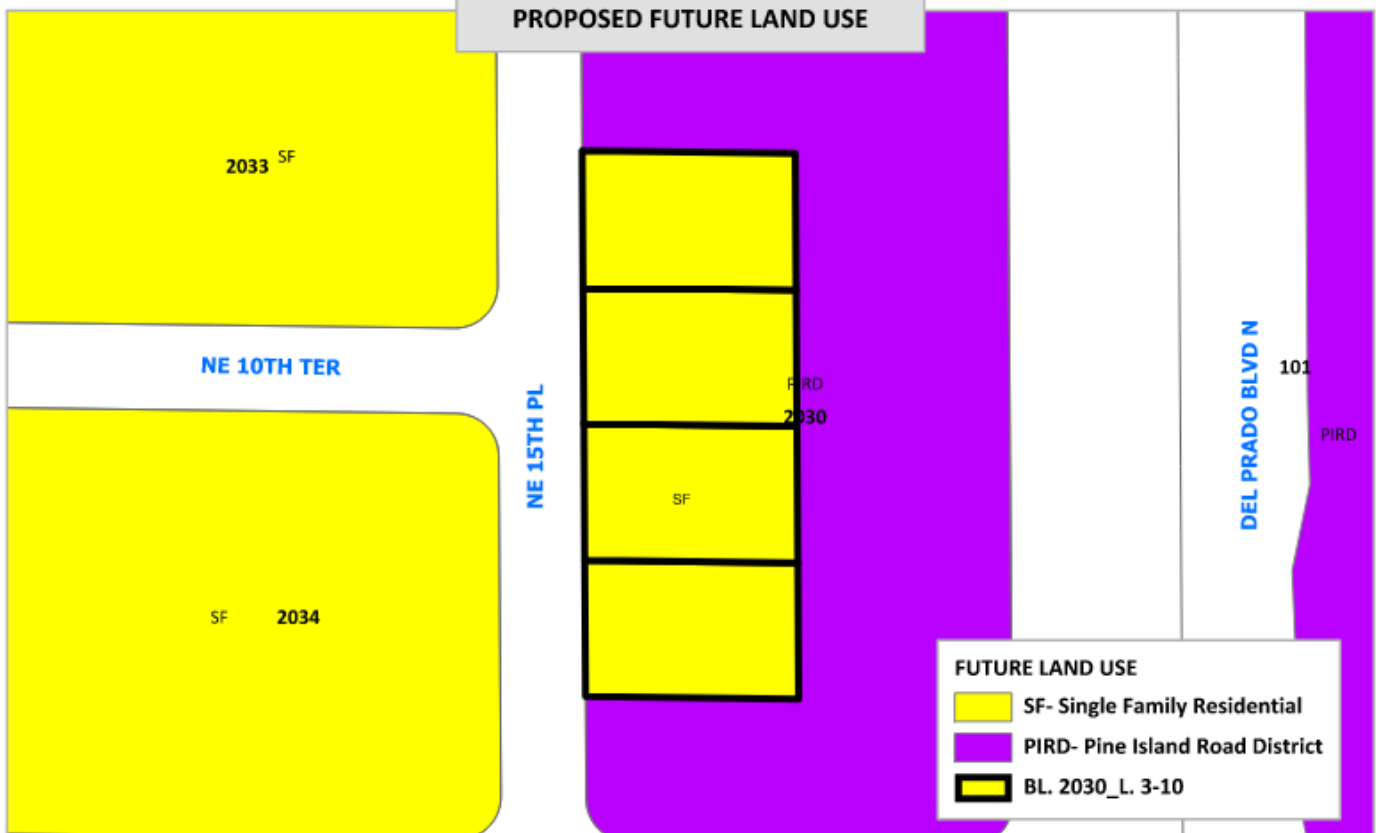 PROPOSED FUTURE LAND USE
2033 SF
NE 10TH TER
NE 15TH PL
PIRD
2030
SF
SF 2034
DEL PRADO BLVD N
101
PIRD
FUTURE LAND USE
SF- Single Family Residential
PIRD- Pine Island Road District
BL. 2030_L. 3-10